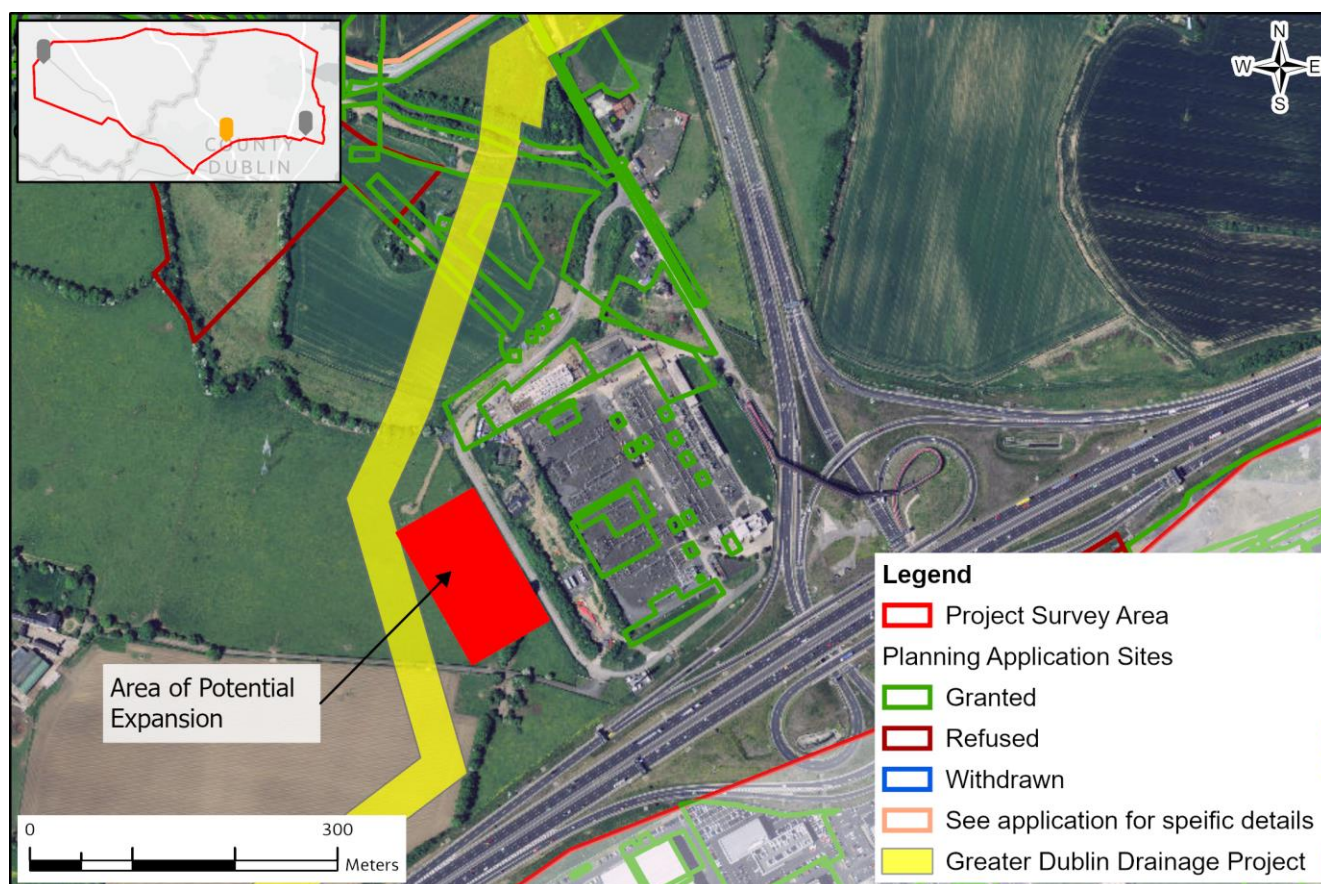 COUNTY
DUBLIN
N
W E
S
Area of Potential
Expansion
Legend
Project Survey Area
Planning Application Sites
Granted
Refused
Withdrawn
See application for speific details
Greater Dublin Drainage Project
0 300
Meters